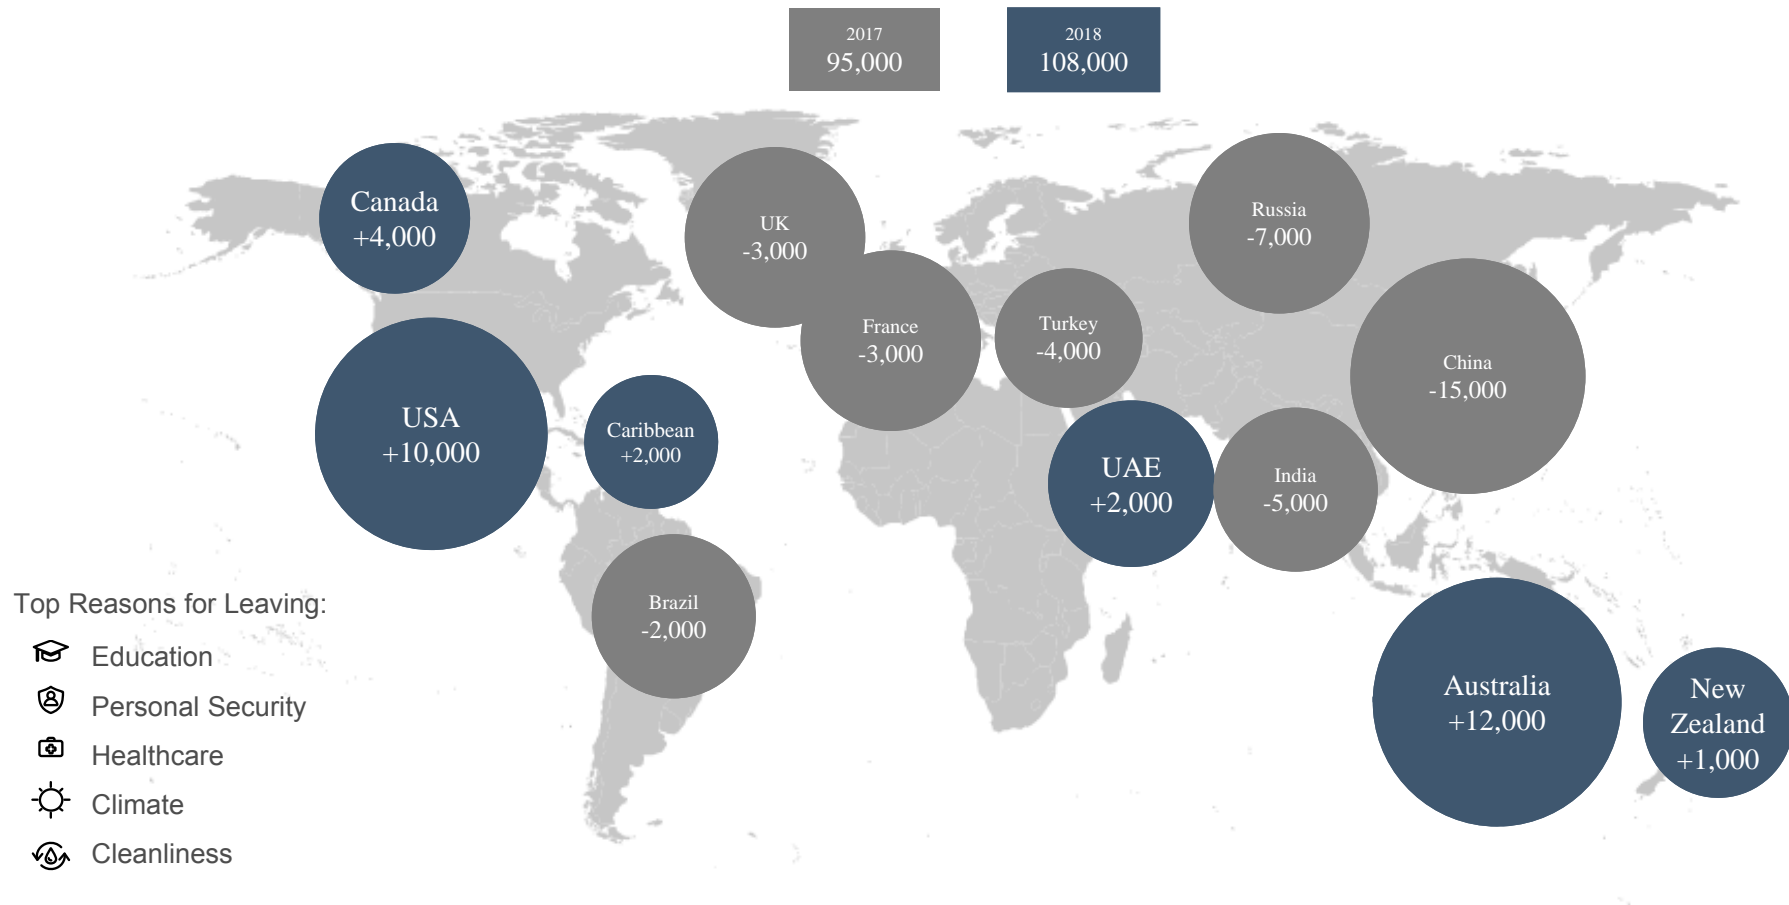 2017
95,000
2018
108,000
Canada
+4,000
UK
-3,000
Russia
-7,000
France
-3,000
Turkey
-4,000
China
-15,000
USA
+10,000
Caribbean
+2,000
UAE
+2,000
India
-5,000
Brazil
-2,000
Australia
+12,000
New
Zealand
+1,000
Top Reasons for Leaving:
Education
Personal Security
Healthcare
Climate
Cleanliness